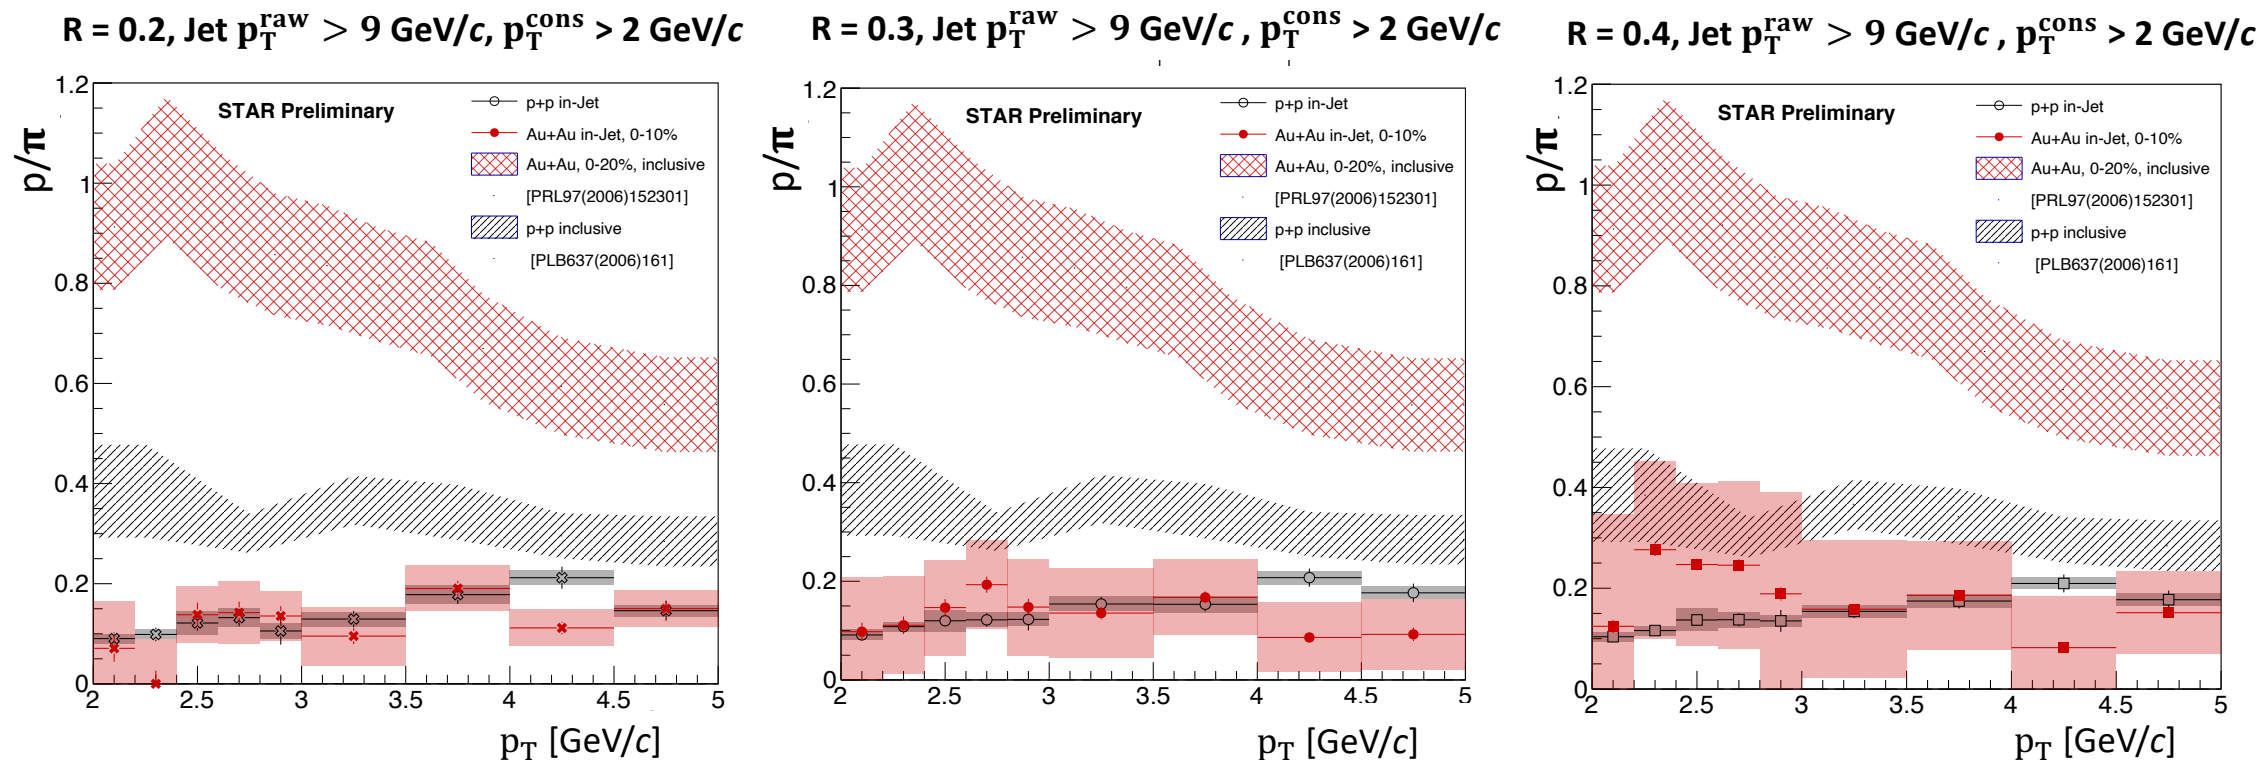 R = 0.2, Jet p_T^raw > 9 GeV/c, p_T^cons > 2 GeV/c
1.2
1
0.8
0.6
0.4
0.2
0
p/π
STAR Preliminary
p+p in-Jet
Au+Au in-Jet, 0-10%
Au+Au, 0-20%, inclusive
[PRL97(2006)152301]
p+p inclusive
[PLB637(2006)161]
2 2.5 3 3.5 4 4.5 5
p_T [GeV/c]
R = 0.3, Jet p_T^raw > 9 GeV/c , p_T^cons > 2 GeV/c
1.2
1
0.8
0.6
0.4
0.2
0
p/π
STAR Preliminary
p+p in-Jet
Au+Au in-Jet, 0-10%
Au+Au, 0-20%, inclusive
[PRL97(2006)152301]
p+p inclusive
[PLB637(2006)161]
2 2.5 3 3.5 4 4.5 5
p_T [GeV/c]
R = 0.4, Jet p_T^raw > 9 GeV/c , p_T^cons > 2 GeV/c
1.2
1
0.8
0.6
0.4
0.2
0
p/π
STAR Preliminary
p+p in-Jet
Au+Au in-Jet, 0-10%
Au+Au, 0-20%, inclusive
[PRL97(2006)152301]
p+p inclusive
[PLB637(2006)161]
2 2.5 3 3.5 4 4.5 5
p_T [GeV/c]